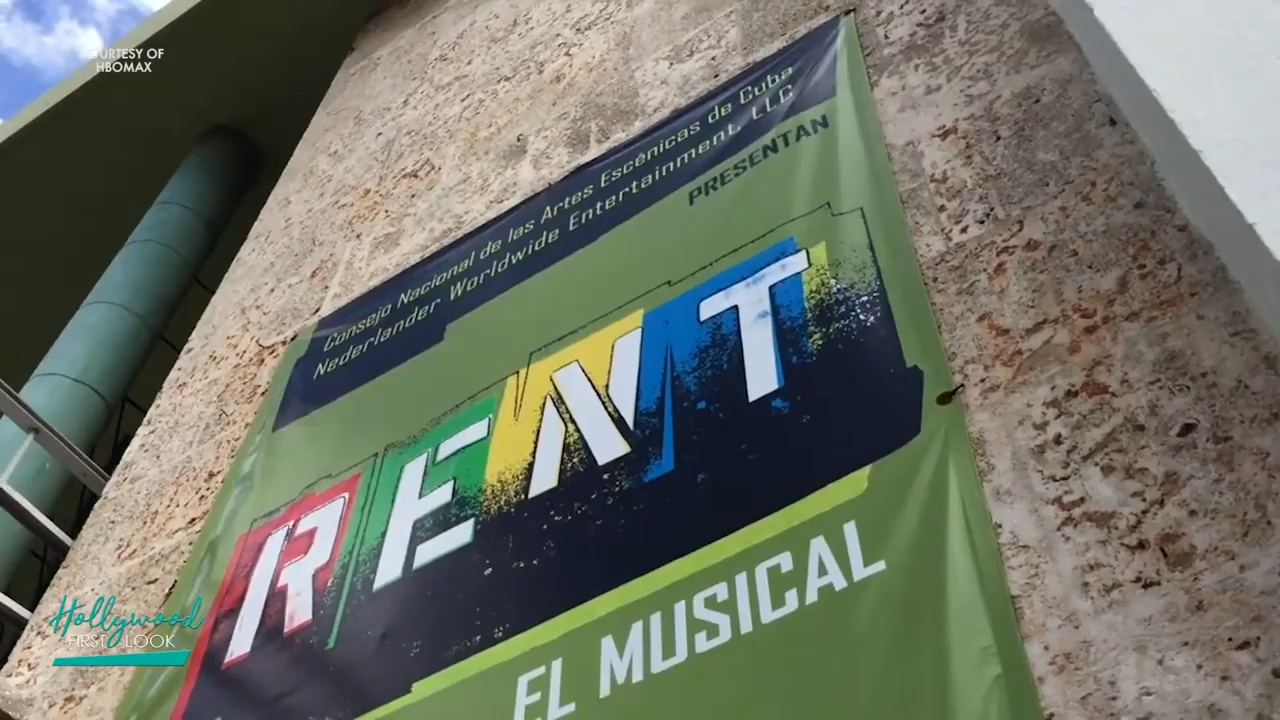 OURTESY OF
HBOMAX
Consejo Nacional de las Artes Escénicas de Cuba
Nederlander Worldwide Entertainment, LLC
PRESENTAN
RENT
EL MUSICAL
Hollywood
FIRST LOOK